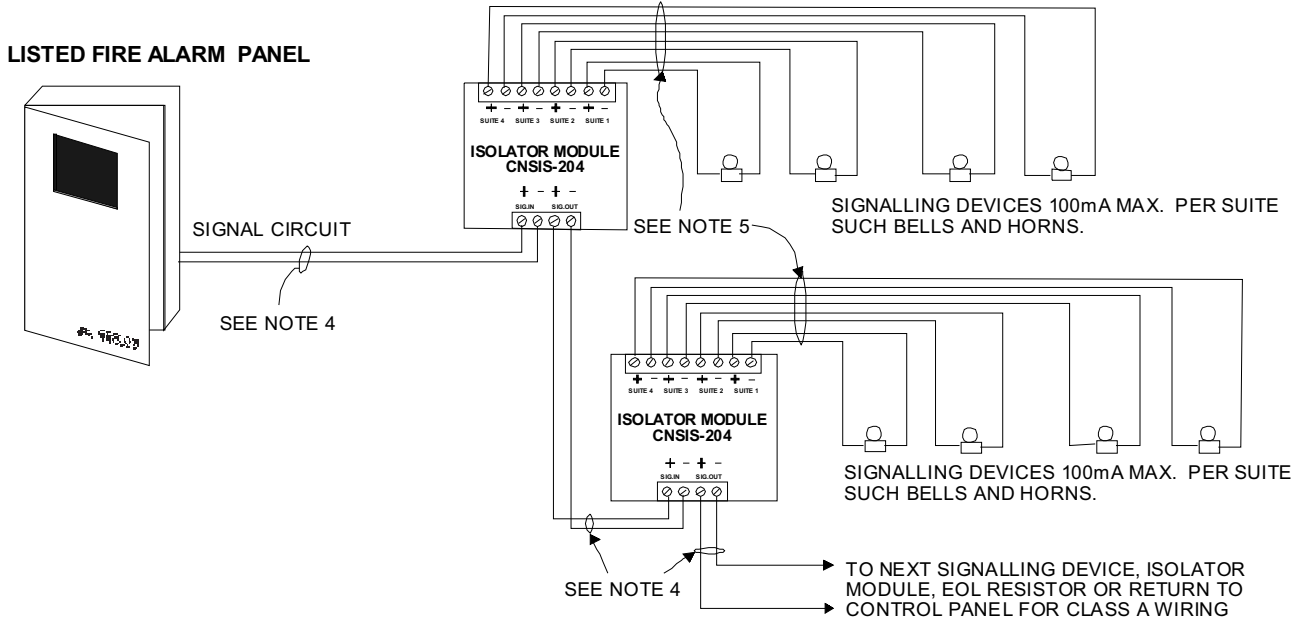 LISTED FIRE ALARM PANEL
+ - + - + - + -
SUITE 4 SUITE 3 SUITE 2 SUITE 1
ISOLATOR MODULE
CNSIS-204
+ - + -
SIG.IN SIG.OUT
SIGNAL CIRCUIT
SEE NOTE 4
SEE NOTE 5
SIGNALLING DEVICES 100mA MAX. PER SUITE
SUCH BELLS AND HORNS.
+ - + - + - + -
SUITE 4 SUITE 3 SUITE 2 SUITE 1
ISOLATOR MODULE
CNSIS-204
+ - + -
SIG.IN SIG.OUT
SIGNALLING DEVICES 100mA MAX. PER SUITE
SUCH BELLS AND HORNS.
SEE NOTE 4
TO NEXT SIGNALLING DEVICE, ISOLATOR
MODULE, EOL RESISTOR OR RETURN TO
CONTROL PANEL FOR CLASS A WIRING